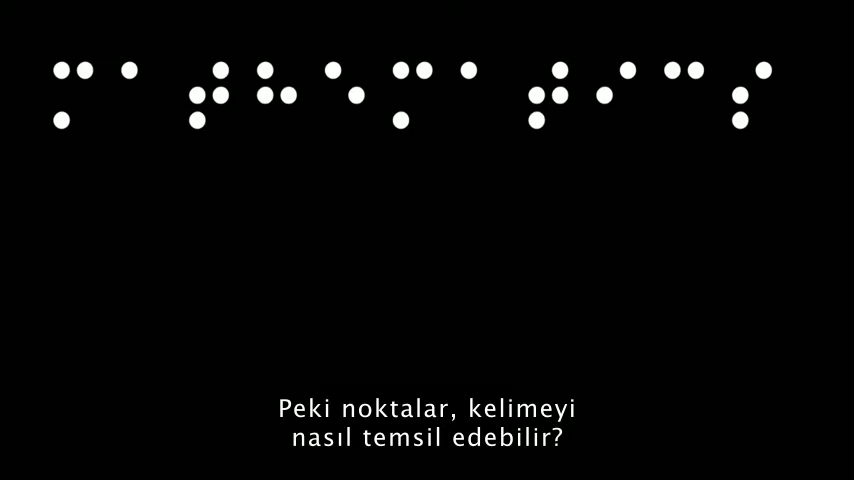 ⠍⠁⠞⠓⠑⠍⠁⠞⠊⠉⠎
Peki noktalar, kelimeyi
nasıl temsil edebilir?